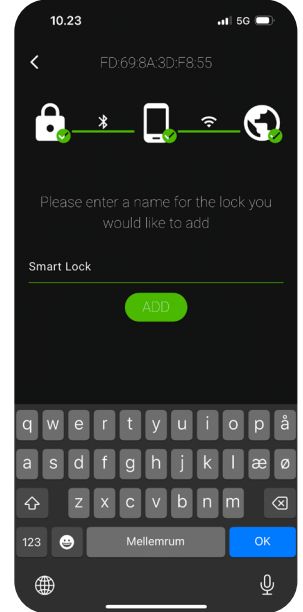 10.23
5G
FD:69:8A:3D:F8:55
Please enter a name for the lock you
would like to add
Smart Lock
ADD
q w e r t y u i o p å
a s d f g h j k l æ ø
z x c v b n m
123 Mellemrum OK